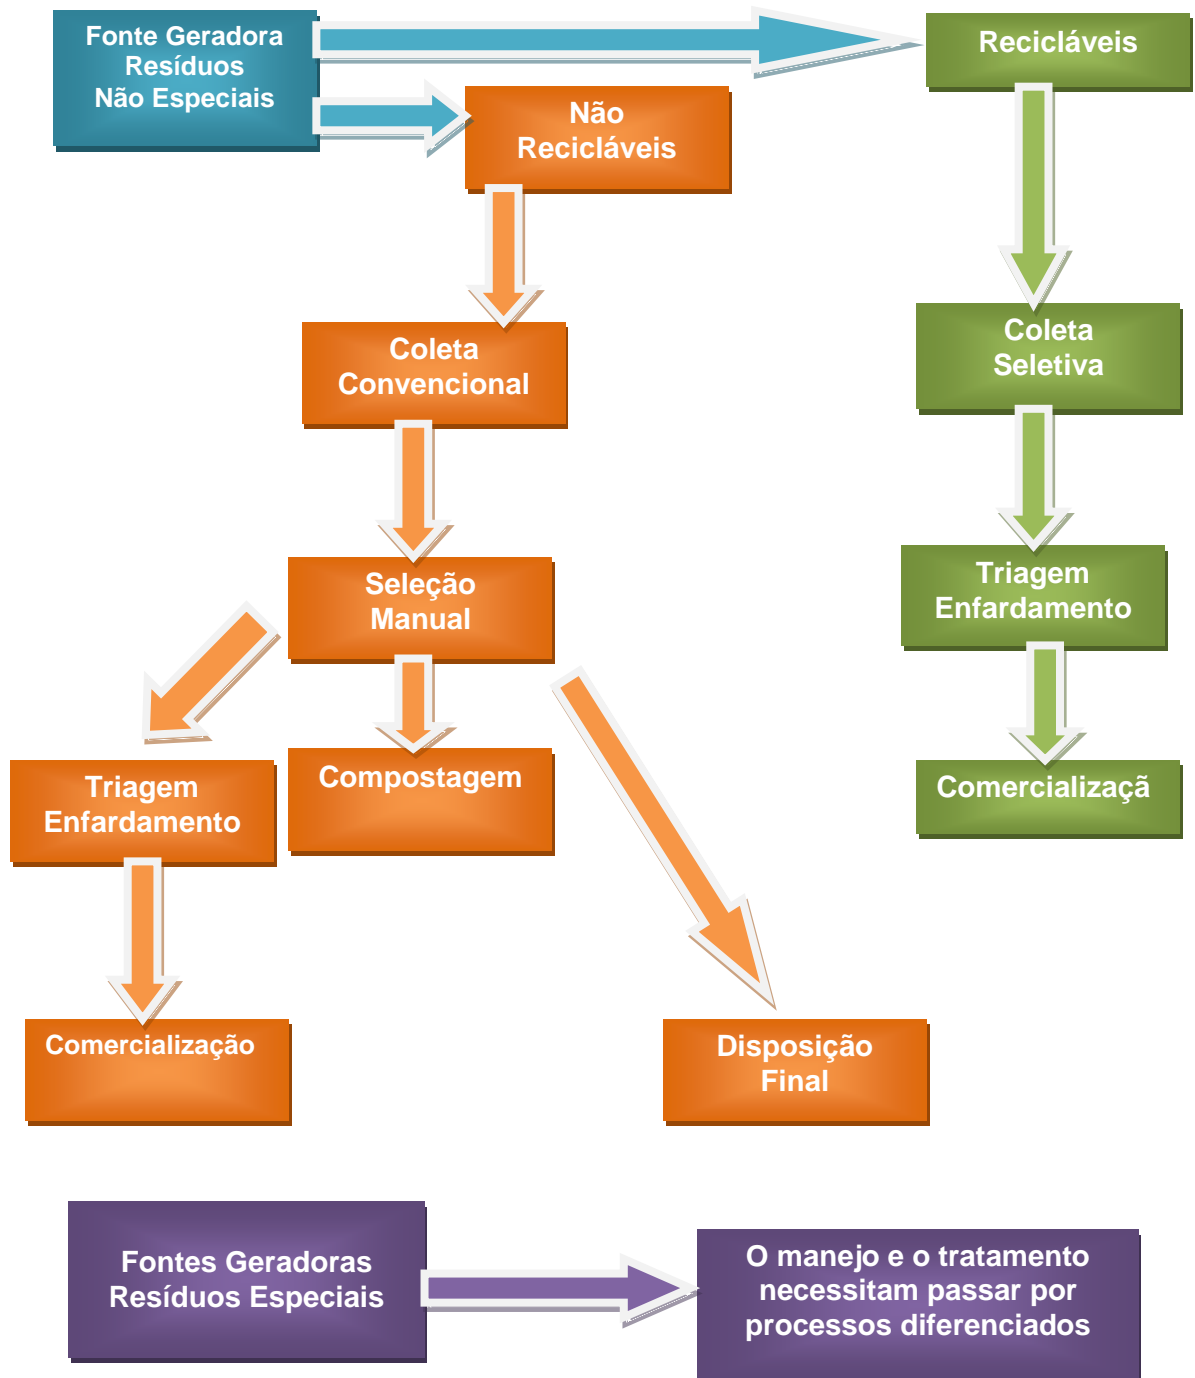 Fonte Geradora
Resíduos
Não Especiais
Recicláveis
Não
Recicláveis
Coleta
Convencional
Coleta
Seletiva
Seleção
Manual
Triagem
Enfardamento
Triagem
Enfardamento
Compostagem
Comercializaçã
Comercialização
Disposição
Final
Fontes Geradoras
Resíduos Especiais
O manejo e o tratamento
necessitam passar por
processos diferenciados